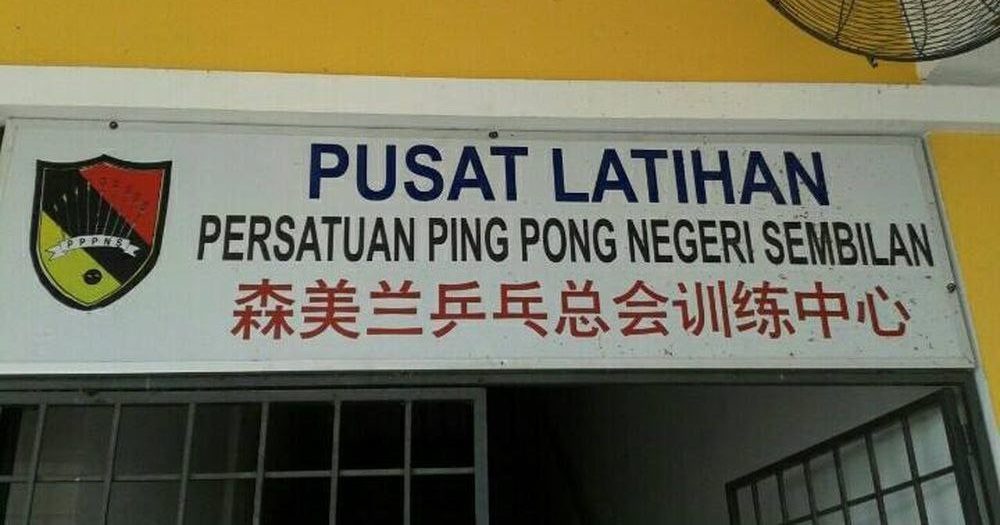 PUSAT LATIHAN
PERSATUAN PING PONG NEGERI SEMBILAN
森美兰乒乓总会训练中心
PPPNS